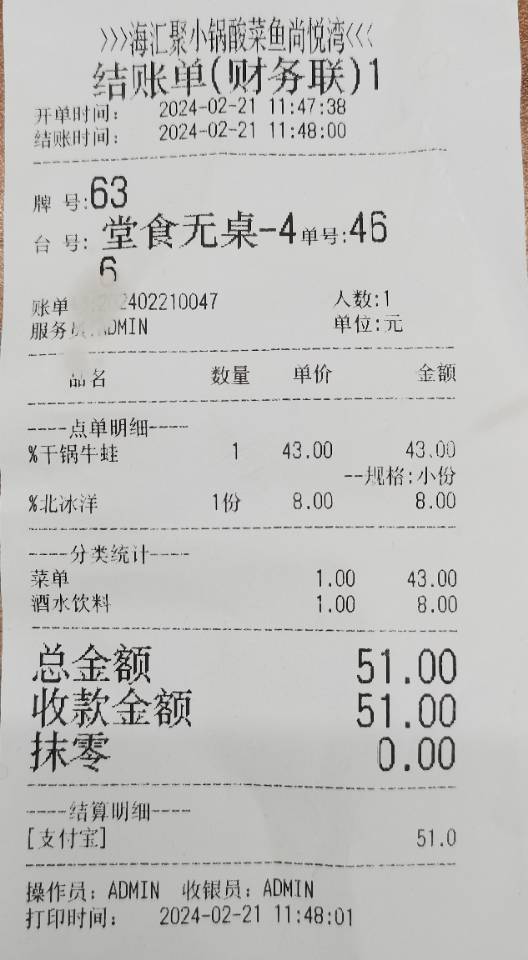 >>>海汇聚小锅酸菜鱼尚悦湾<<<
结账单(财务联)1
开单时间: 2024-02-21 11:47:38
结账时间: 2024-02-21 11:48:00
牌 号:63
台 号: 堂食无桌-4单号:46
6
账单 2402210047 人数:1
服务员:ADMIN 单位:元
品名 数量 单价 金额
----点单明细----
%干锅牛蛙 1 43.00 43.00
--规格:小份
%北冰洋 1份 8.00 8.00
----分类统计----
菜单 1.00 43.00
酒水饮料 1.00 8.00
总金额 51.00
收款金额 51.00
抹零 0.00
----结算明细----
[支付宝] 51.0
操作员: ADMIN 收银员: ADMIN
打印时间: 2024-02-21 11:48:01